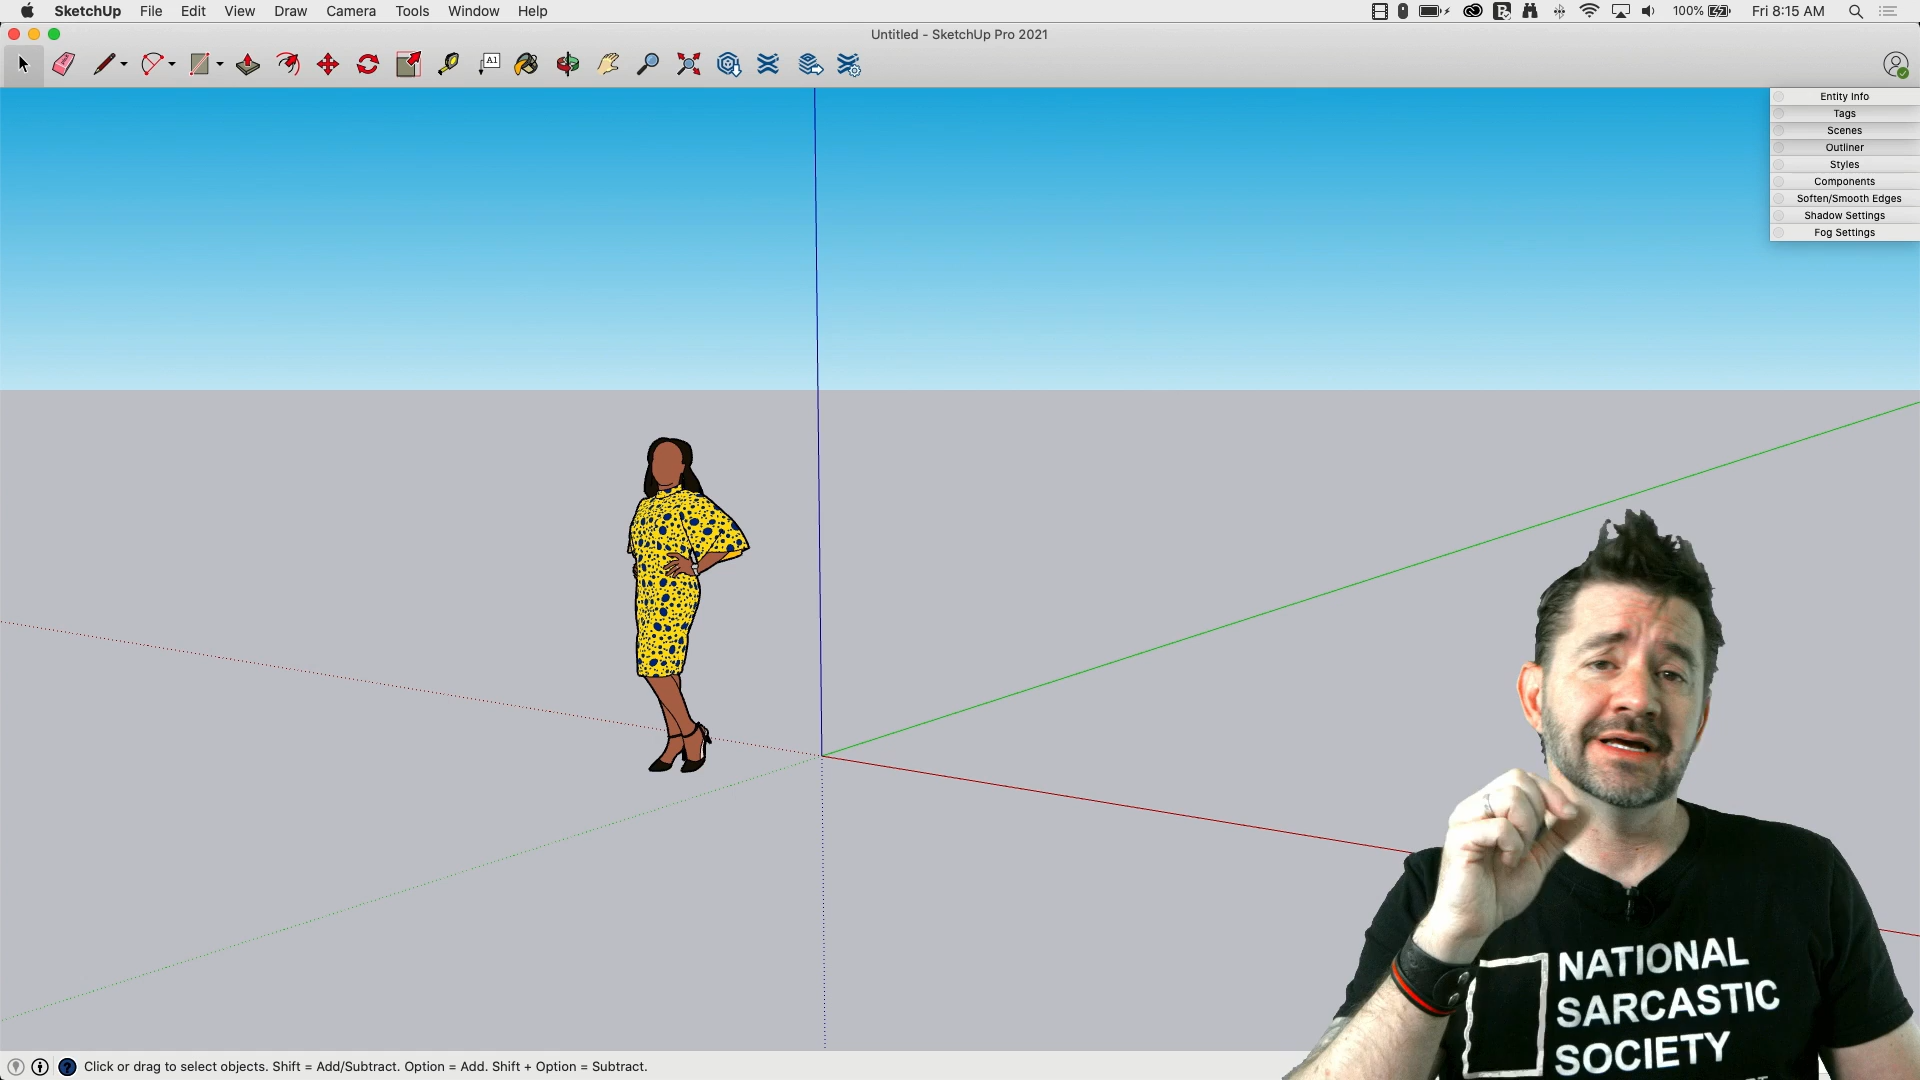 SketchUp File Edit View Draw Camera Tools Window Help
100% Fri 8:15 AM
Untitled - SketchUp Pro 2021
A1
Entity Info
Tags
Scenes
Outliner
Styles
Components
Soften/Smooth Edges
Shadow Settings
Fog Settings
NATIONAL
SARCASTIC
SOCIETY
Click or drag to select objects. Shift = Add/Subtract. Option = Add. Shift + Option = Subtract.